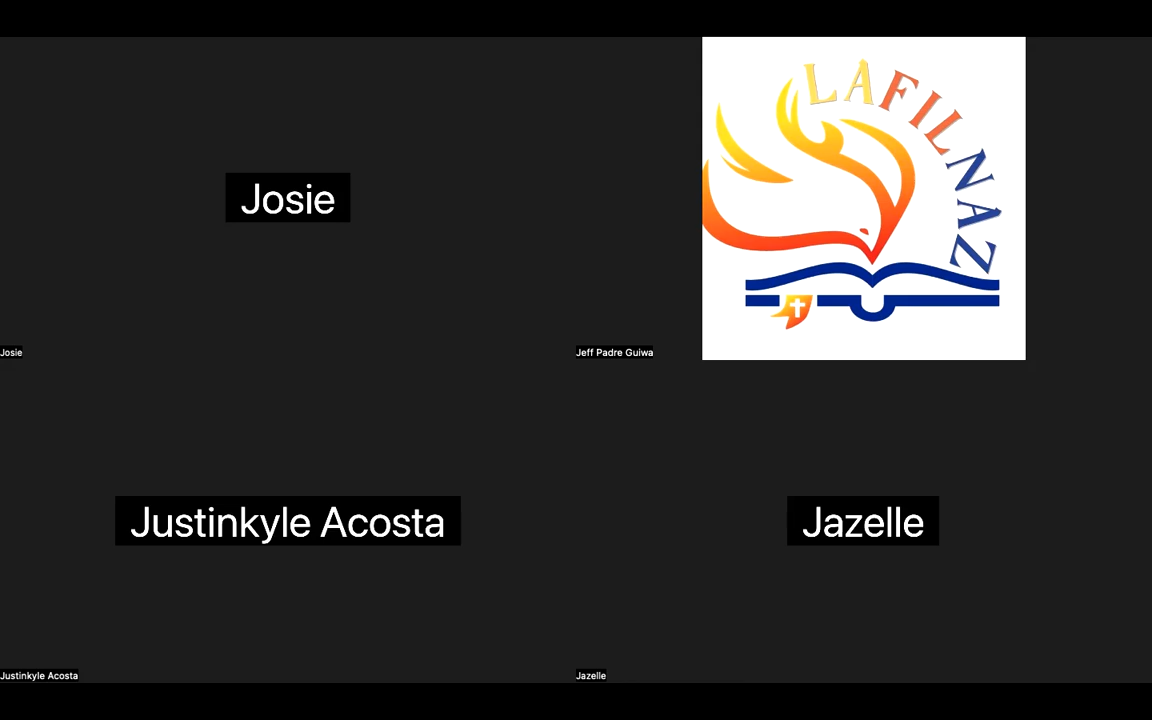 Josie
LAFILNAZ
Josie
Jeff Padre Guiwa
Justinkyle Acosta
Jazelle
Justinkyle Acosta
Jazelle